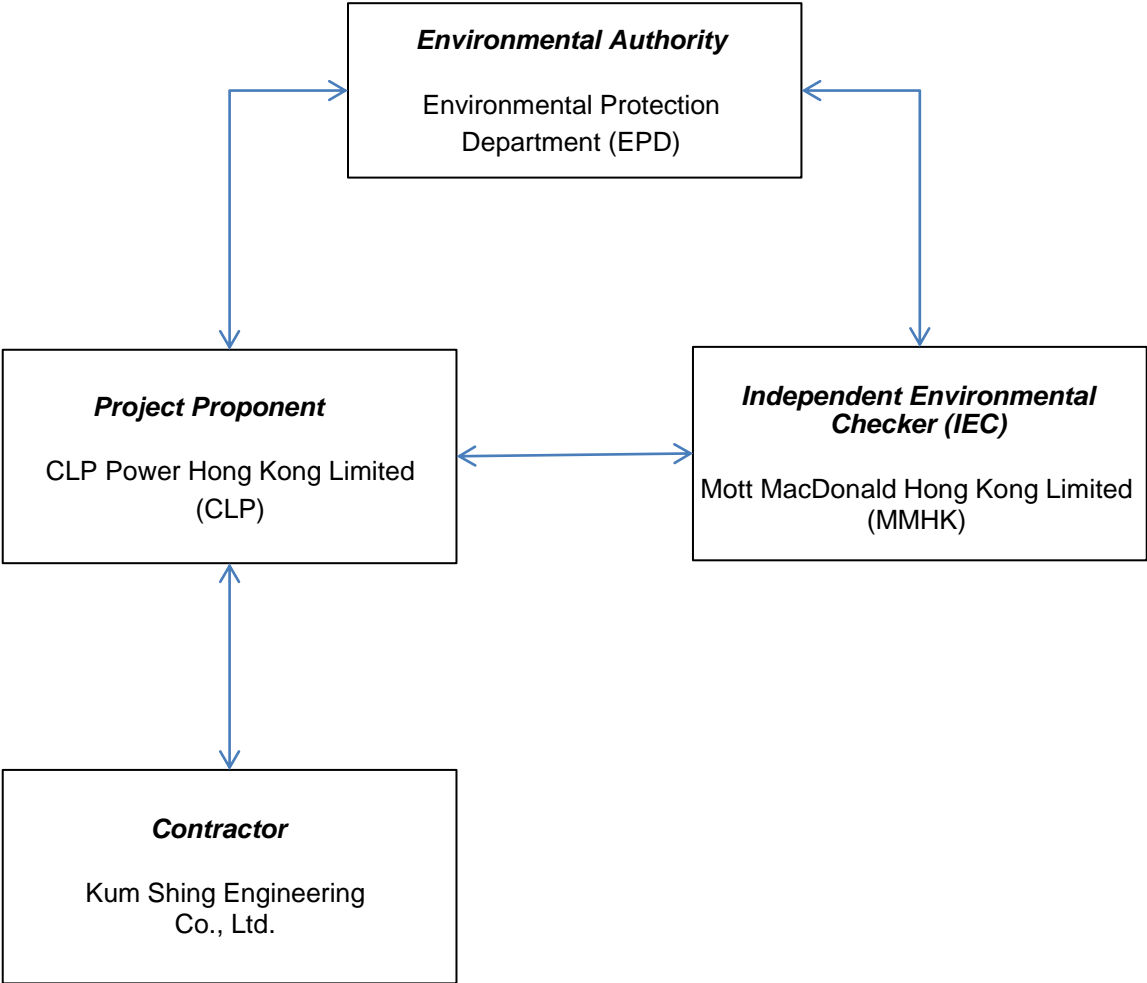 Environmental Authority
Environmental Protection
Department (EPD)
Project Proponent
CLP Power Hong Kong Limited
(CLP)
Independent Environmental
Checker (IEC)
Mott MacDonald Hong Kong Limited
(MMHK)
Contractor
Kum Shing Engineering
Co., Ltd.